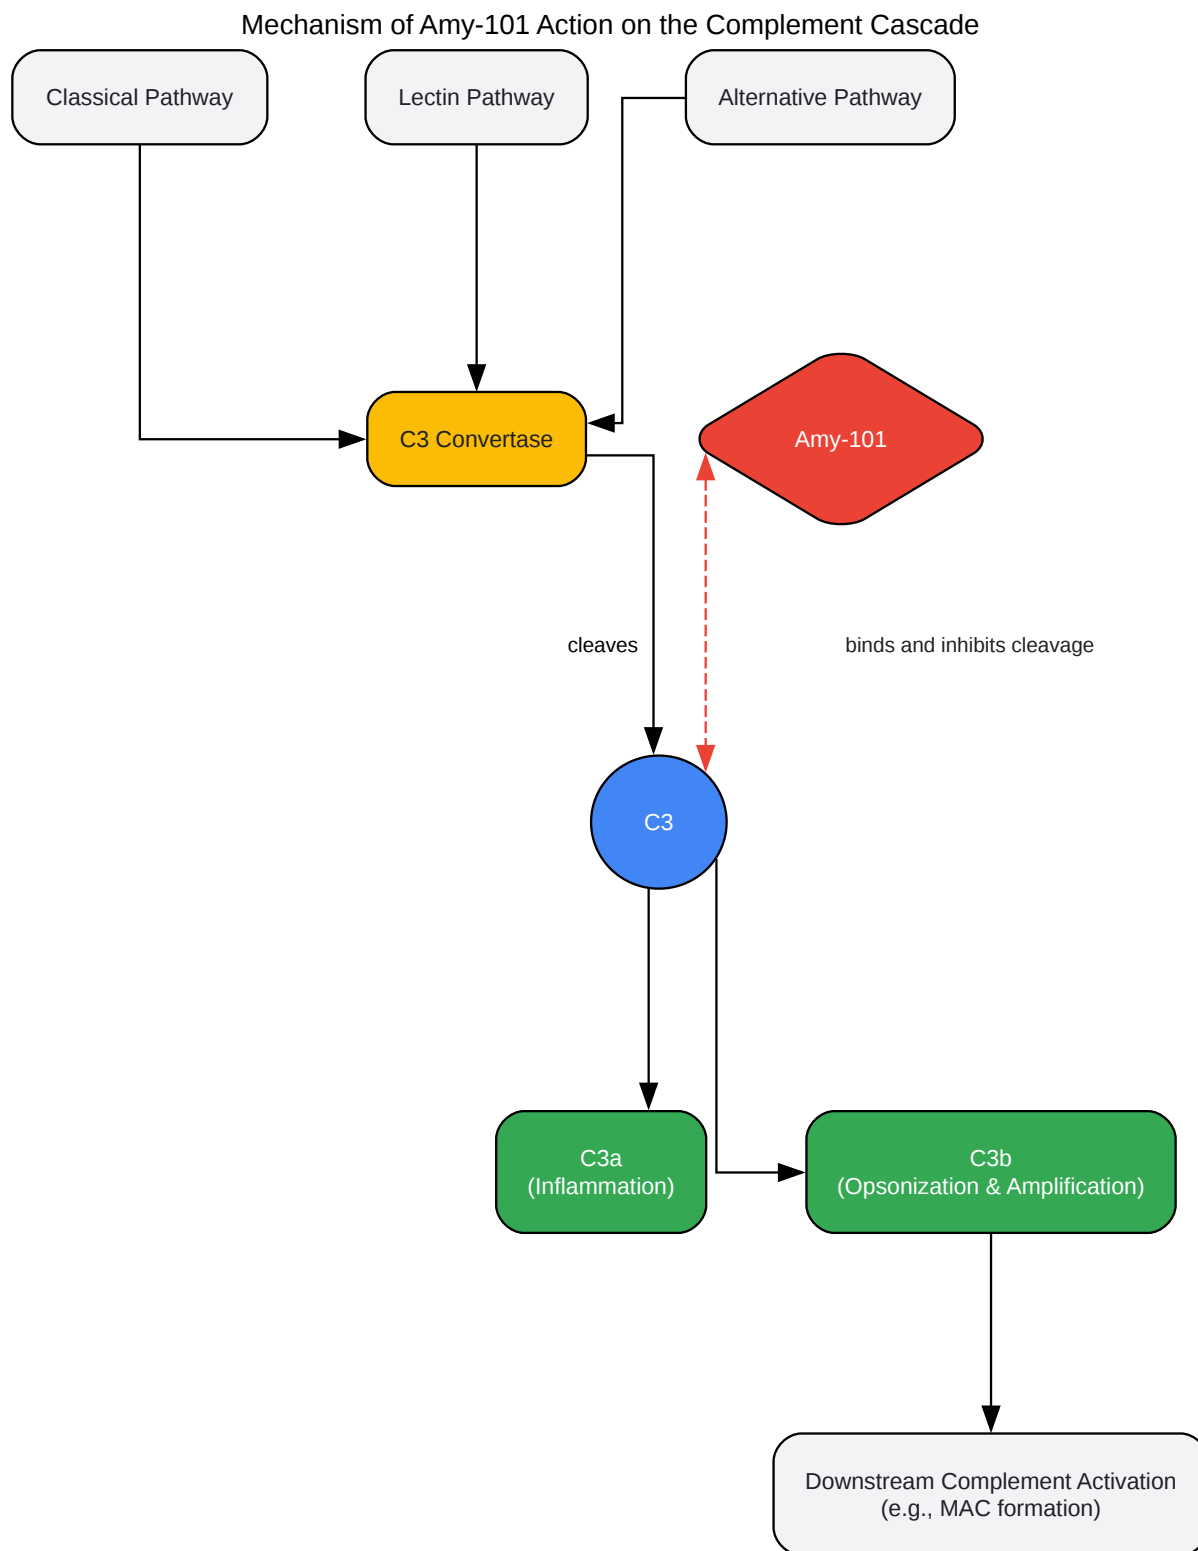 Mechanism of Amy-101 Action on the Complement Cascade
Classical Pathway
Lectin Pathway
Alternative Pathway
C3 Convertase
Amy-101
cleaves
binds and inhibits cleavage
C3
C3a
(Inflammation)
C3b
(Opsonization & Amplification)
Downstream Complement Activation
(e.g., MAC formation)